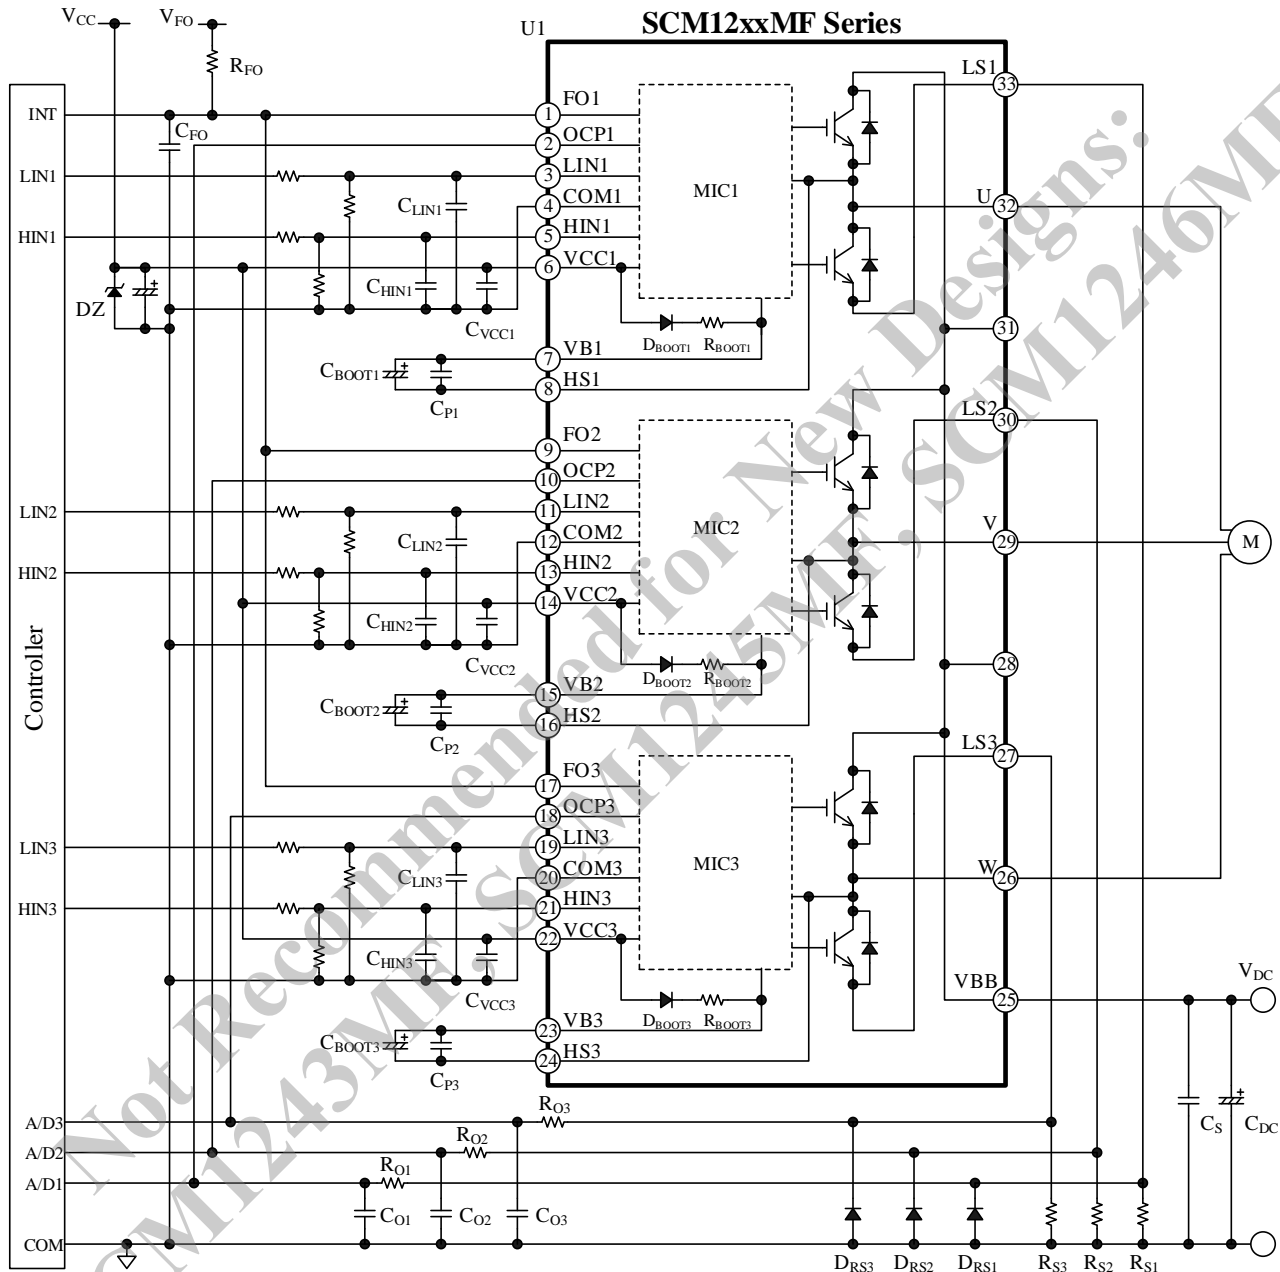 SCM12xxMF Series
VCC
VFO
U1
RFO
LS1
33
INT
1
FO1
CFO
2
OCP1
LIN1
3
LIN1
MIC1
CLIN1
4
COM1
U
32
HIN1
5
HIN1
6
VCC1
CHIN1
DZ
CVCC1
DBOOT1
RBOOT1
31
7
VB1
CBOOT1
8
HS1
CP1
LS2
30
9
FO2
10
OCP2
LIN2
11
LIN2
MIC2
CLIN2
12
COM2
V
29
M
HIN2
13
HIN2
14
VCC2
CHIN2
CVCC2
DBOOT2
RBOOT2
28
Controller
15
VB2
CBOOT2
16
HS2
CP2
LS3
27
17
FO3
18
OCP3
LIN3
19
LIN3
MIC3
CLIN3
20
COM3
W
26
HIN3
21
HIN3
22
VCC3
CHIN3
CVCC3
DBOOT3
RBOOT3
VBB
25
VDC
23
VB3
CBOOT3
24
HS3
CP3
A/D3
RO3
CS
CDC
A/D2
RO2
A/D1
RO1
CO1
CO2
CO3
COM
DRS3
DRS2
DRS1
RS3
RS2
RS1
Not Recommended for New Designs:
SCM1243MF, SCM1245MF, SCM1246MF